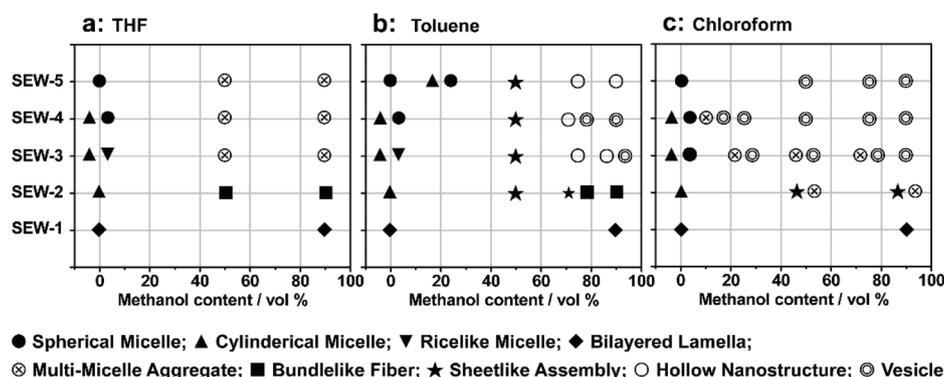 a: THF b: Toluene c: Chloroform
SEW-5
SEW-4
SEW-3
SEW-2
SEW-1
0 20 40 60 80 100 0 20 40 60 80 100 0 20 40 60 80 100
Methanol content / vol % Methanol content / vol % Methanol content / vol %
● Spherical Micelle; ▲ Cylinderical Micelle; ▼ Ricelike Micelle; ◆ Bilayered Lamella;
⊗ Multi-Micelle Aggregate; ■ Bundlelike Fiber; ★ Sheetlike Assembly; ○ Hollow Nanostructure; ◎ Vesicle